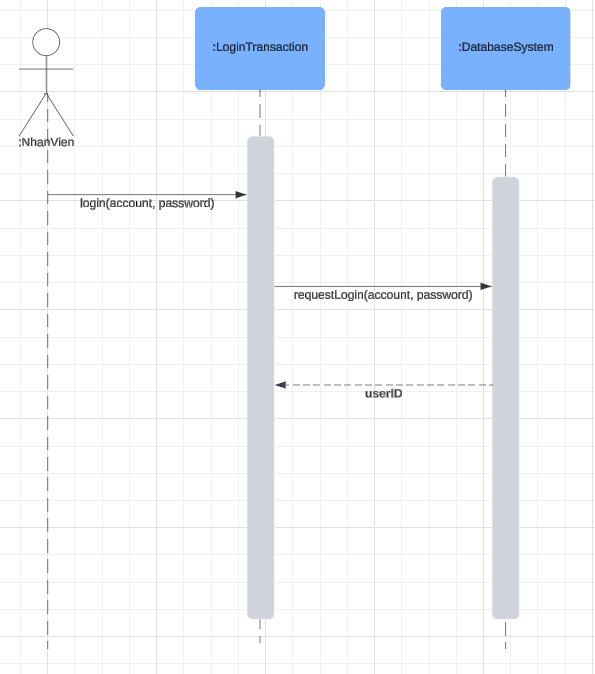 :LoginTransaction
:DatabaseSystem
:NhanVien
login(account, password)
requestLogin(account, password)
userID